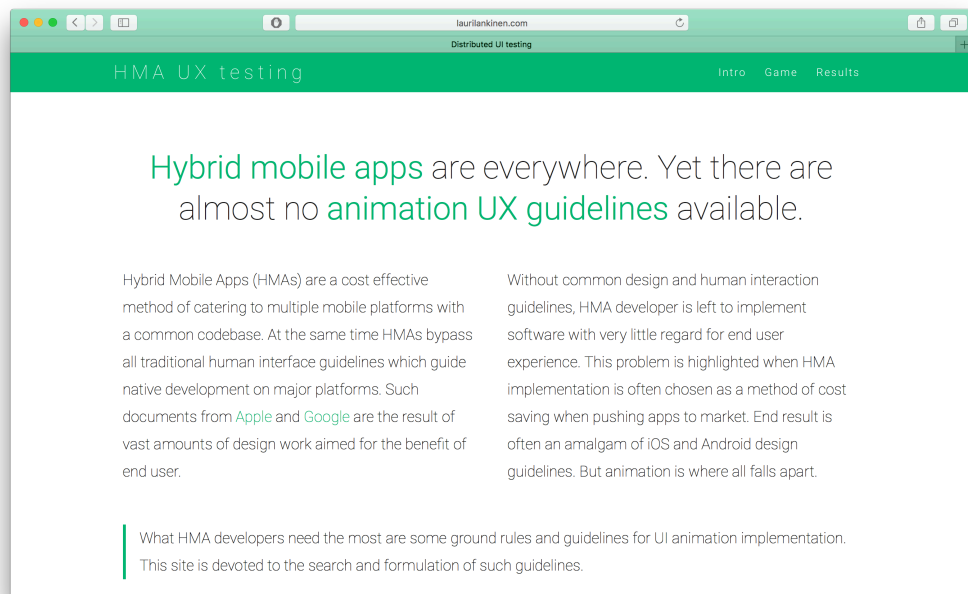 laurilankinen.com
Distributed UI testing
HMA UX testing
Intro Game Results
Hybrid mobile apps are everywhere. Yet there are
almost no animation UX guidelines available.
Hybrid Mobile Apps (HMAs) are a cost effective
method of catering to multiple mobile platforms with
a common codebase. At the same time HMAs bypass
all traditional human interface guidelines which guide
native development on major platforms. Such
documents from Apple and Google are the result of
vast amounts of design work aimed for the benefit of
end user.
Without common design and human interaction
guidelines, HMA developer is left to implement
software with very little regard for end user
experience. This problem is highlighted when HMA
implementation is often chosen as a method of cost
saving when pushing apps to market. End result is
often an amalgam of iOS and Android design
guidelines. But animation is where all falls apart.
What HMA developers need the most are some ground rules and guidelines for UI animation implementation.
This site is devoted to the search and formulation of such guidelines.